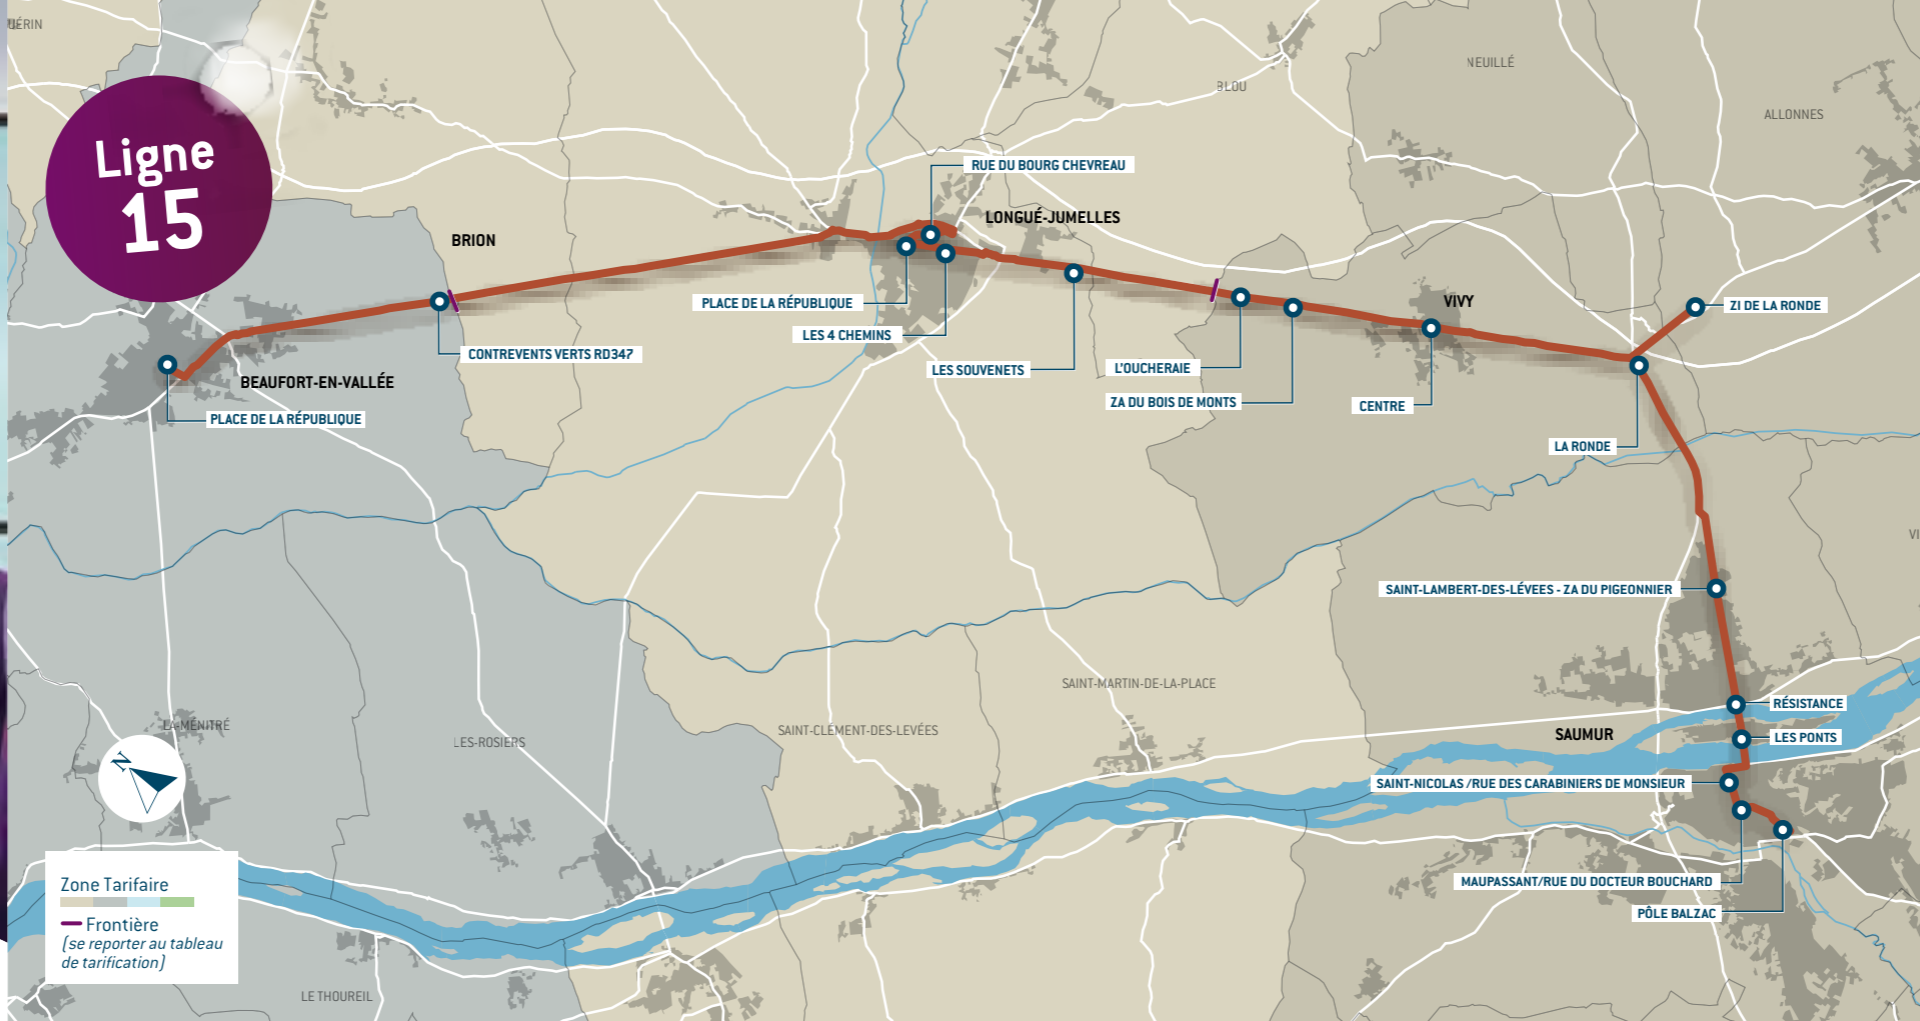 Ligne
15
NEUILLÉ
BLOU
ALLONNES
RUE DU BOURG CHEVREAU
LONGUÉ-JUMELLES
BRION
PLACE DE LA RÉPUBLIQUE
LES 4 CHEMINS
VIVY
ZI DE LA RONDE
CONTREVENTS VERTS RD347
LES SOUVENETS
L'OUCHERAIE
BEAUFORT-EN-VALLÉE
ZA DU BOIS DE MONTS
CENTRE
PLACE DE LA RÉPUBLIQUE
LA RONDE
SAINT-LAMBERT-DES-LÉVEES - ZA DU PIGEONNIER
SAINT-MARTIN-DE-LA-PLACE
RÉSISTANCE
LA-MÉNITRÉ
SAINT-CLÉMENT-DES-LEVÉES
LES-ROSIERS
SAUMUR
LES PONTS
N
SAINT-NICOLAS /RUE DES CARABINIERS DE MONSIEUR
MAUPASSANT/RUE DU DOCTEUR BOUCHARD
PÔLE BALZAC
Zone Tarifaire
Frontière
(se reporter au tableau
de tarification)
LE THOUREIL